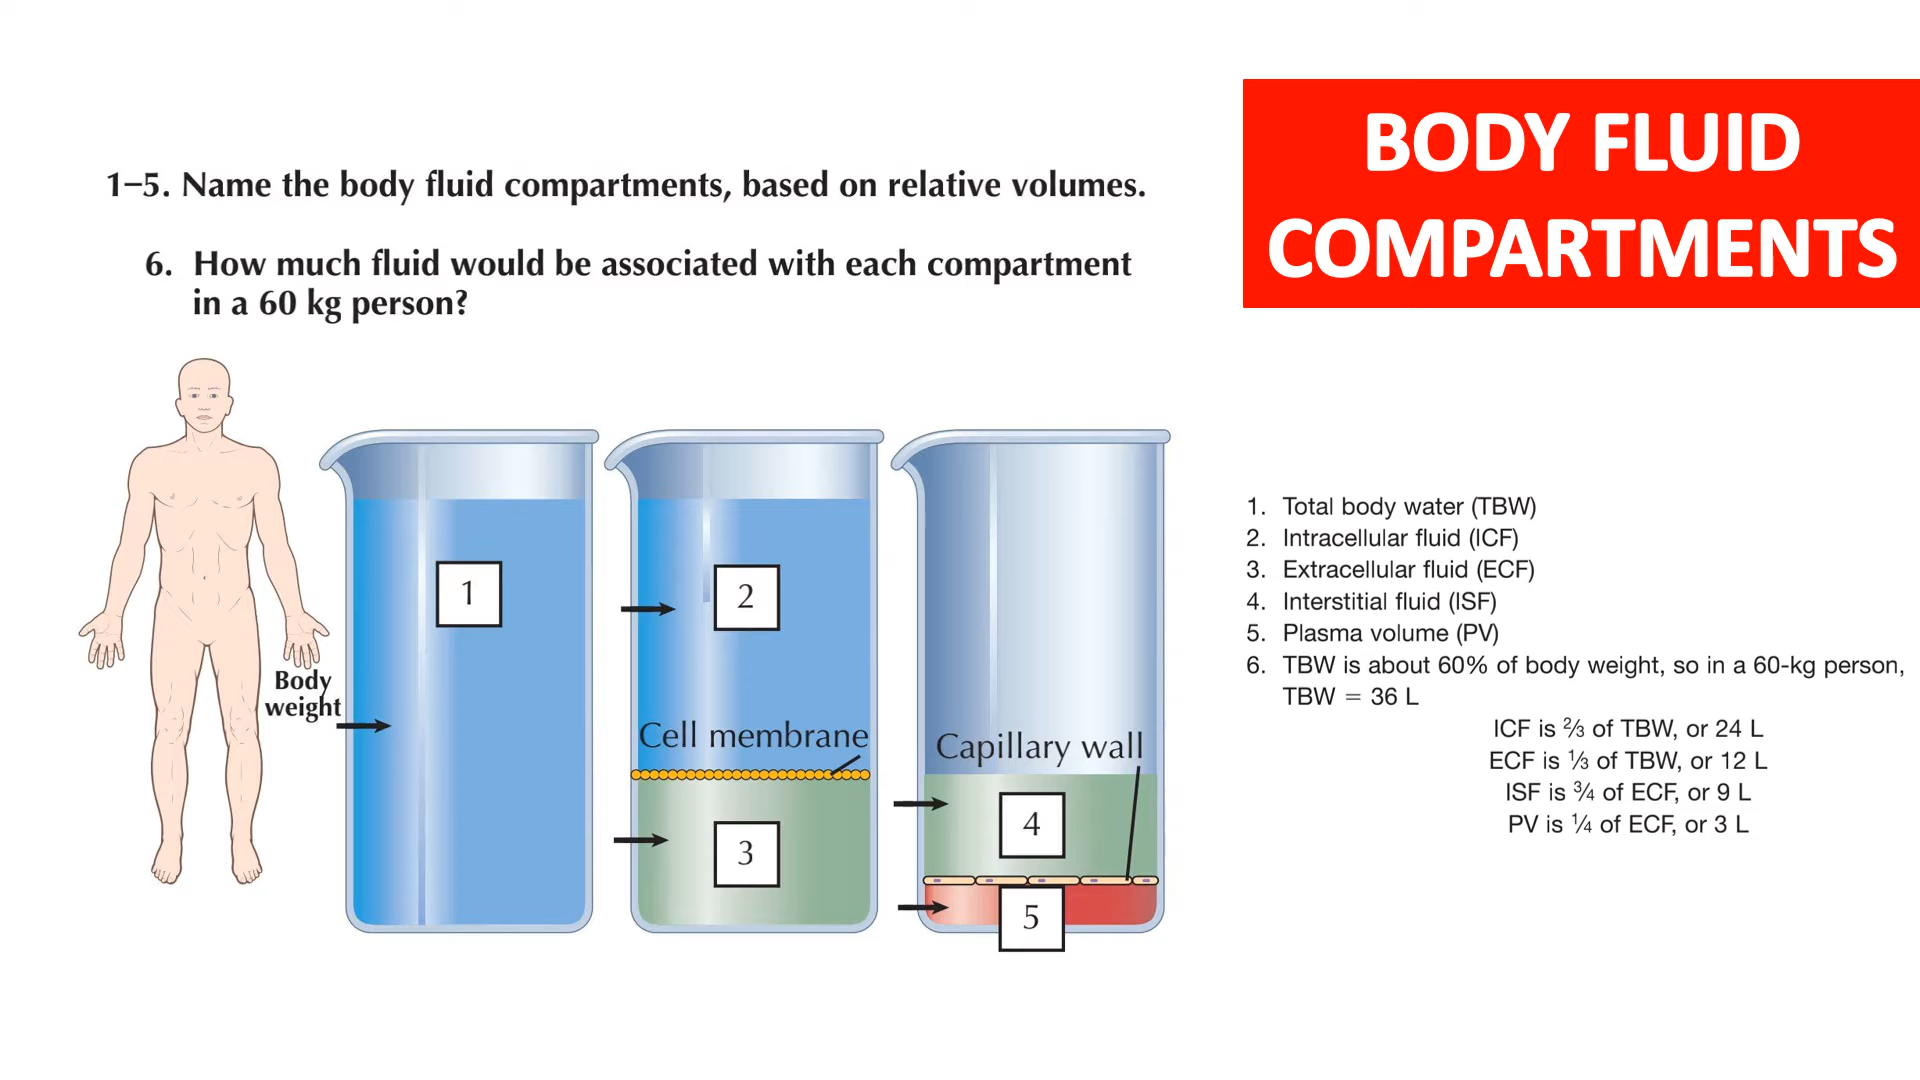 BODY FLUID
COMPARTMENTS
1–5. Name the body fluid compartments, based on relative volumes.
6. How much fluid would be associated with each compartment
in a 60 kg person?
Body
weight
1
2
Cell membrane
3
Capillary wall
4
5
1. Total body water (TBW)
2. Intracellular fluid (ICF)
3. Extracellular fluid (ECF)
4. Interstitial fluid (ISF)
5. Plasma volume (PV)
6. TBW is about 60% of body weight, so in a 60-kg person,
TBW = 36 L
ICF is ⅔ of TBW, or 24 L
ECF is ⅓ of TBW, or 12 L
ISF is ¾ of ECF, or 9 L
PV is ¼ of ECF, or 3 L